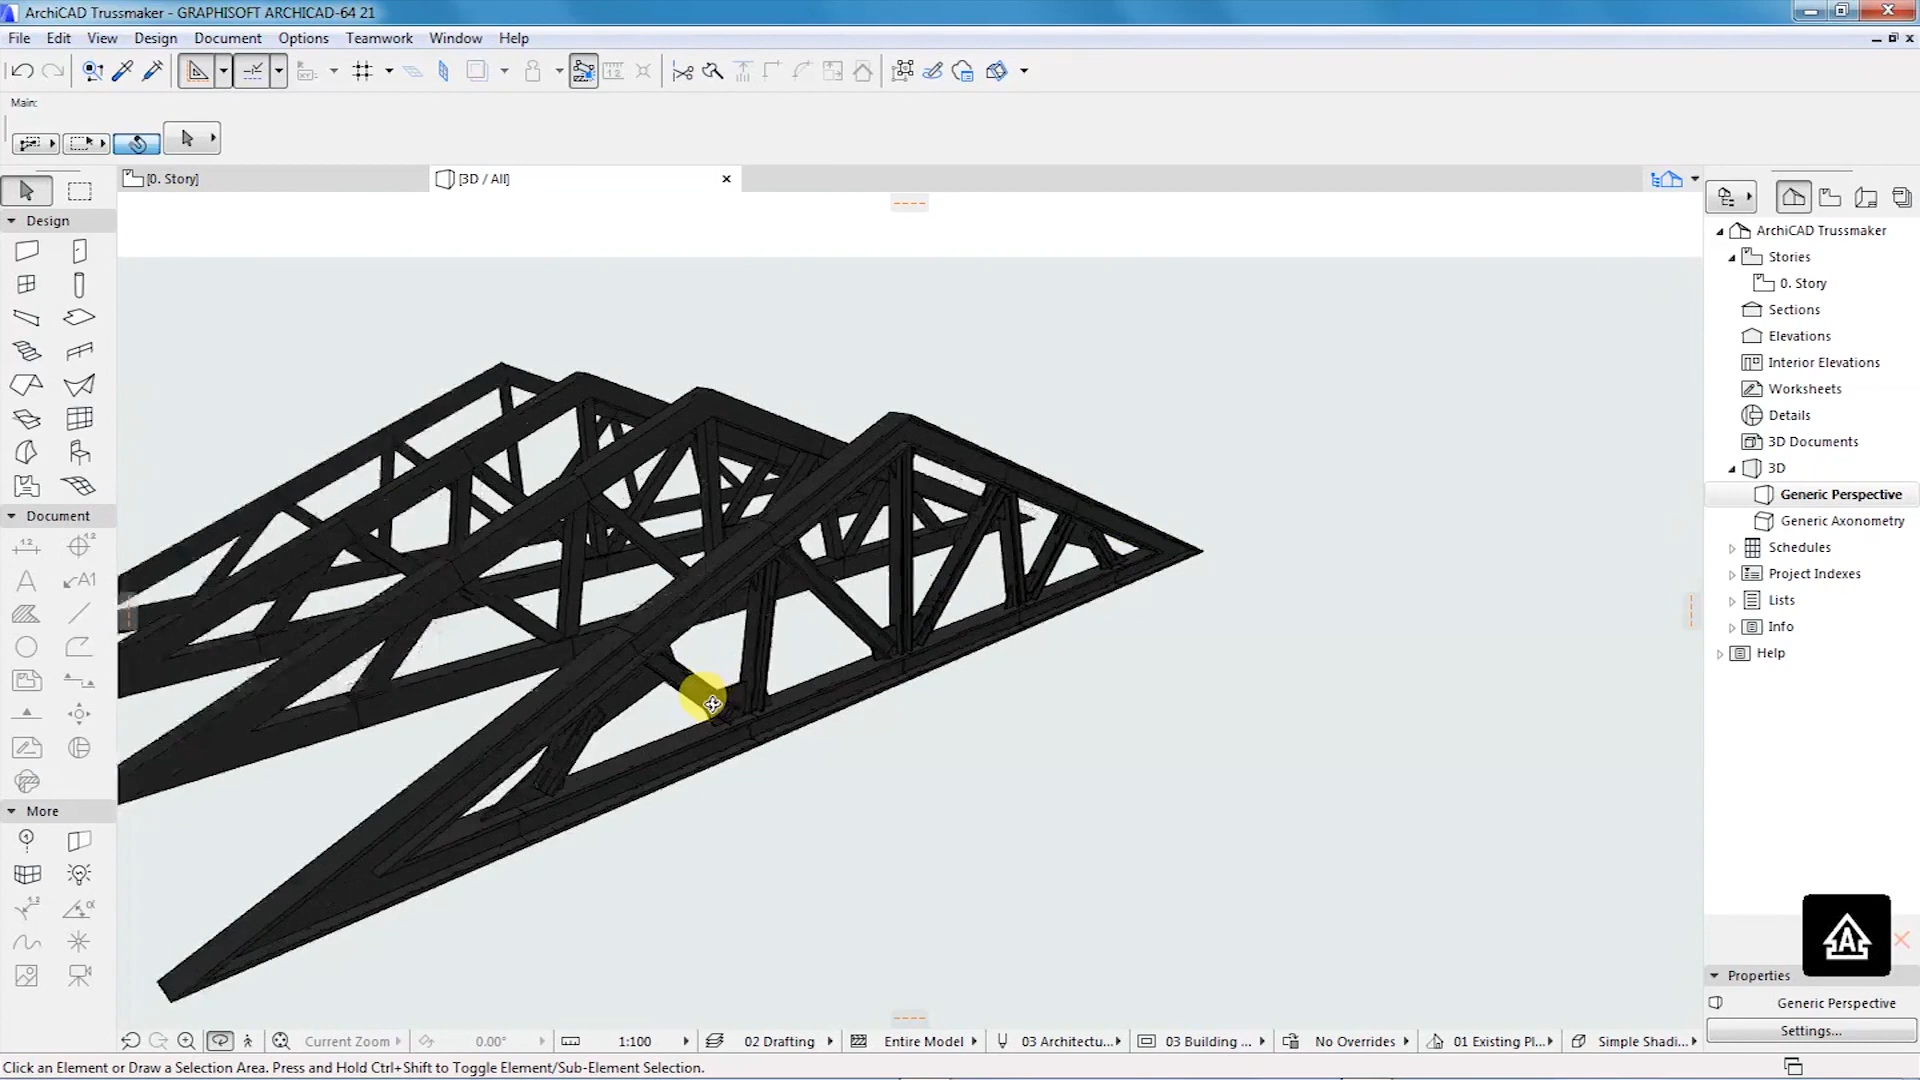 ArchiCAD Trussmaker - GRAPHISOFT ARCHICAD-64 21
File Edit View Design Document Options Teamwork Window Help
Main:
[0. Story]
[3D / All]
Design
Document
A1
More
ArchiCAD Trussmaker
Stories
0. Story
Sections
Elevations
Interior Elevations
Worksheets
Details
3D Documents
3D
Generic Perspective
Generic Axonometry
Schedules
Project Indexes
Lists
Info
Help
Properties
Generic Perspective
Settings...
Current Zoom 0.00° 1:100 02 Drafting Entire Model 03 Architectu... 03 Building ... No Overrides 01 Existing Pl... Simple Shadi...
Click an Element or Draw a Selection Area. Press and Hold Ctrl+Shift to Toggle Element/Sub-Element Selection.